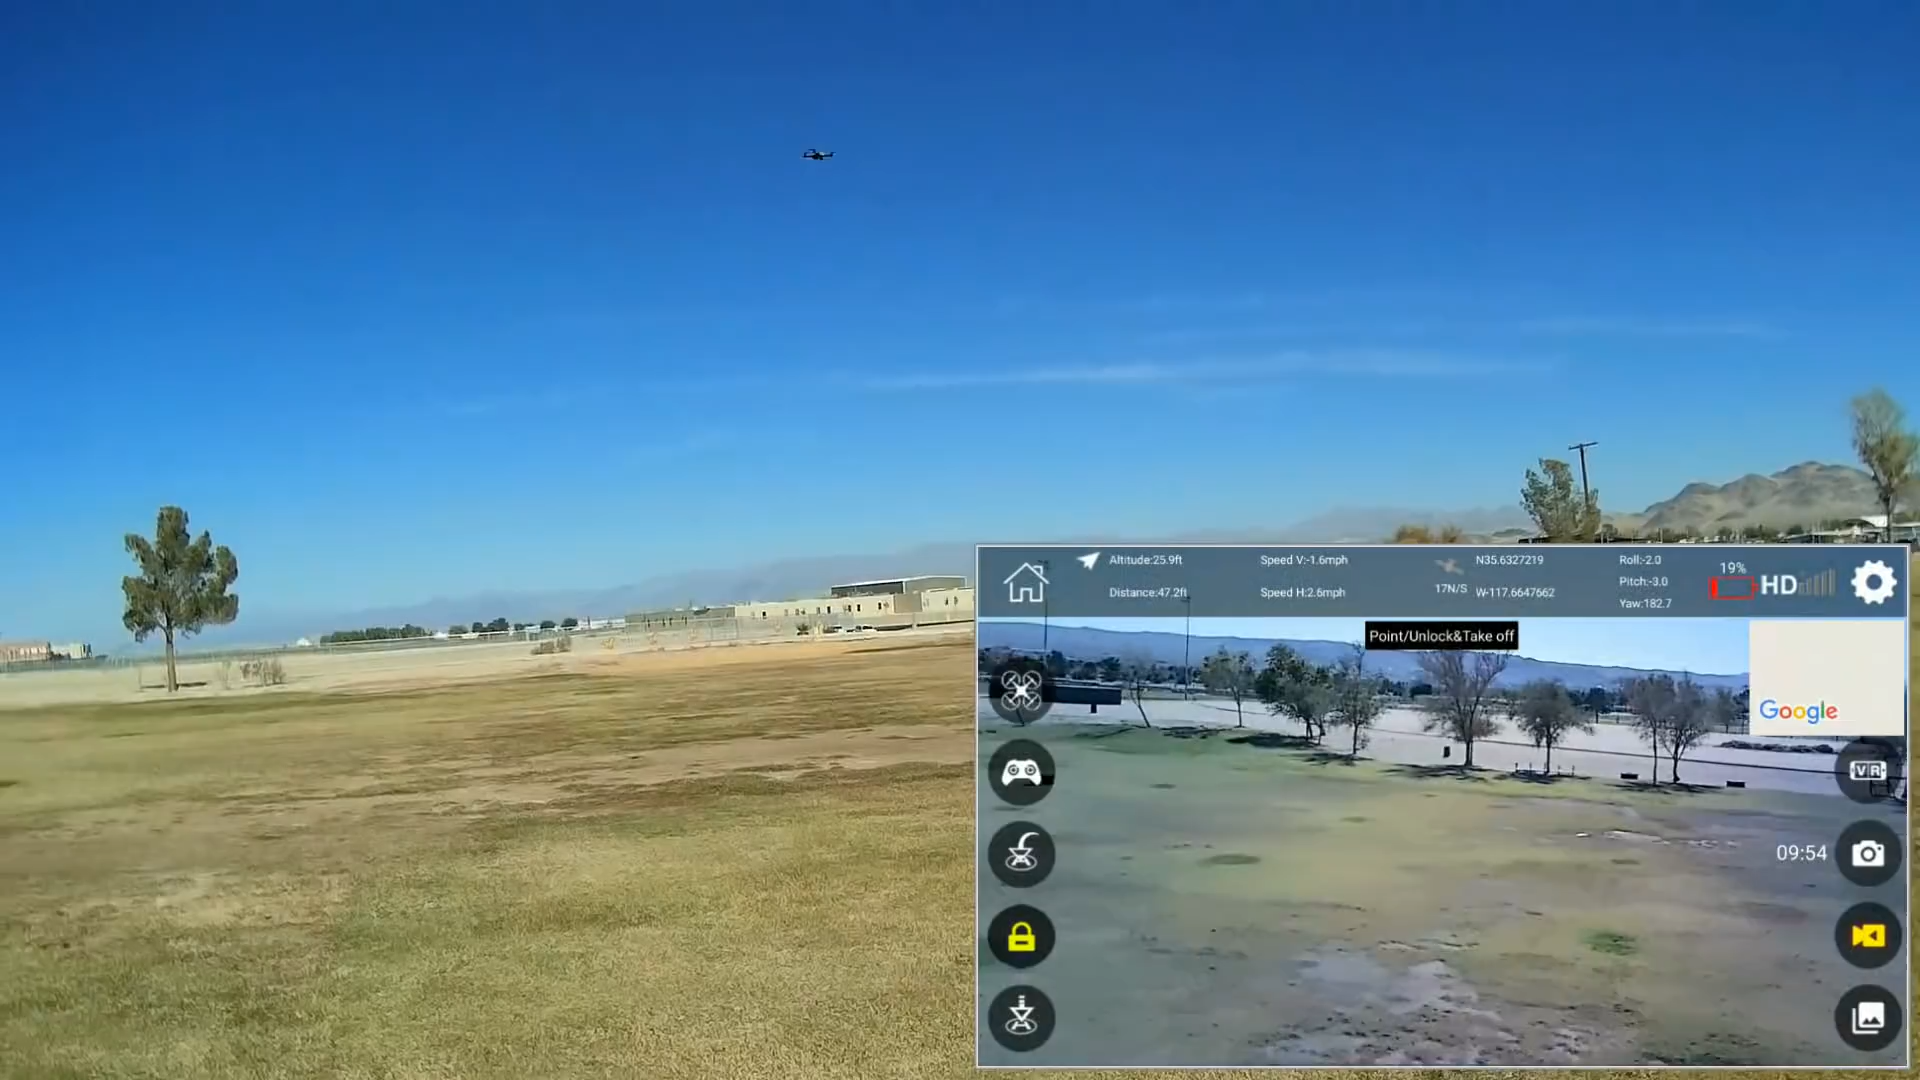 Altitude:25.9ft
Speed V:-1.6mph
N35.6327219
Roll:-2.0
19%
HD
Distance:47.2ft
Speed H:2.6mph
17N/S
W-117.6647662
Pitch:-3.0
Yaw:182.7
Point/Unlock&Take off
Google
VR
09:54